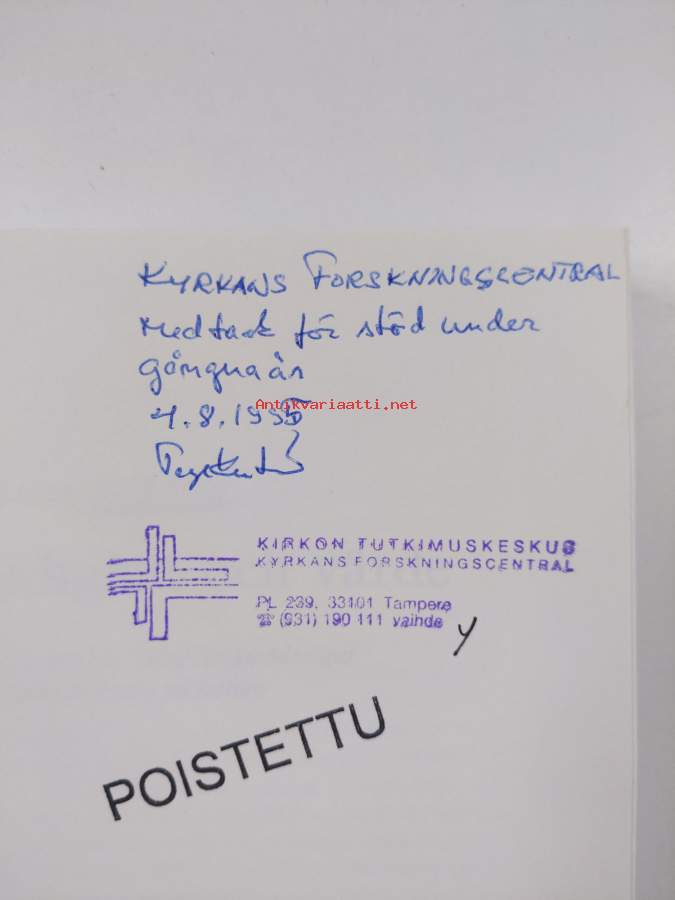 KYRKANS FORSKNINGSCENTRAL
Med tack för stöd under
gångna år
4.8.1995
Antikvariaatti.net
KIRKON TUTKIMUSKESKUS
KYRKANS FORSKNINGSCENTRAL
PL 239, 33101 Tampere
☎ (931) 190 111 vaihde
y
POISTETTU